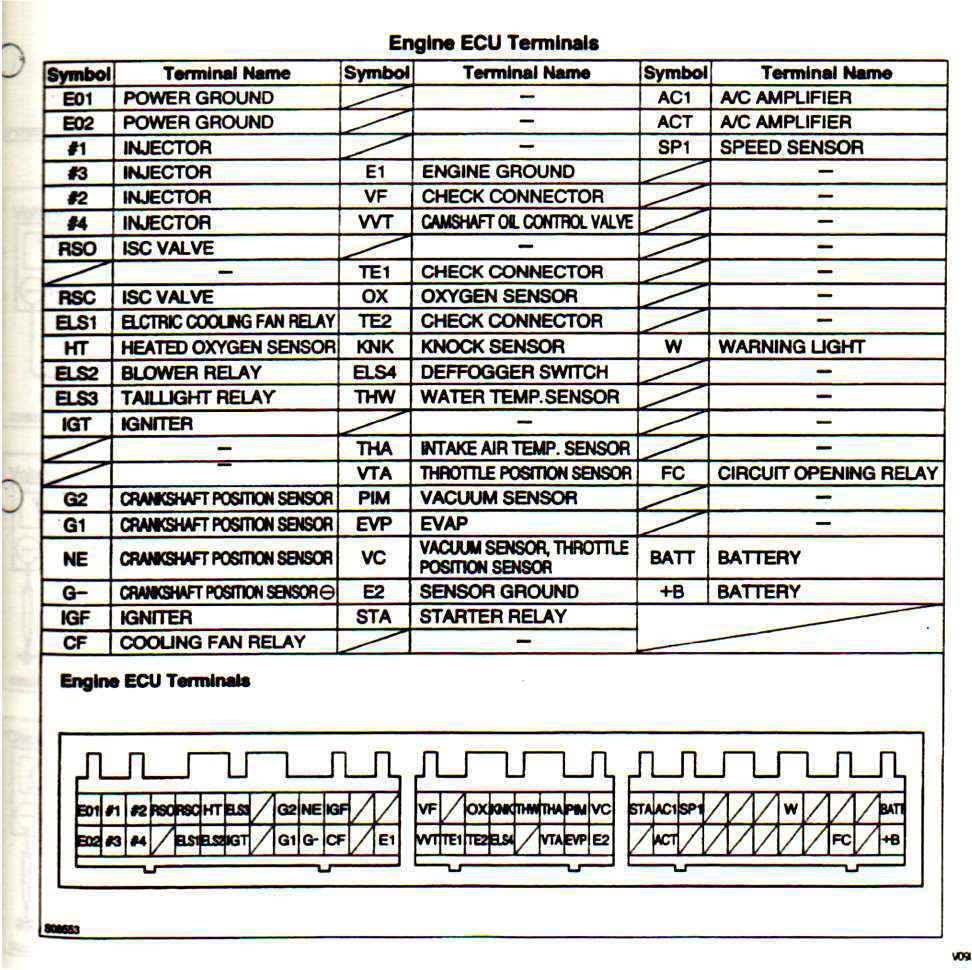 Engine ECU Terminals
Symbol Terminal Name Symbol Terminal Name Symbol Terminal Name
E01 POWER GROUND — AC1 A/C AMPLIFIER
E02 POWER GROUND — ACT A/C AMPLIFIER
#1 INJECTOR — SP1 SPEED SENSOR
#3 INJECTOR E1 ENGINE GROUND —
#2 INJECTOR VF CHECK CONNECTOR —
#4 INJECTOR VVT CAMSHAFT OIL CONTROL VALVE —
RSO ISC VALVE — —
— TE1 CHECK CONNECTOR —
RSC ISC VALVE OX OXYGEN SENSOR —
ELS1 ELCTRIC COOLING FAN RELAY TE2 CHECK CONNECTOR —
HT HEATED OXYGEN SENSOR KNK KNOCK SENSOR W WARNING LIGHT
ELS2 BLOWER RELAY ELS4 DEFFOGGER SWITCH —
ELS3 TAILLIGHT RELAY THW WATER TEMP. SENSOR —
IGT IGNITER — —
— THA INTAKE AIR TEMP. SENSOR —
— VTA THROTTLE POSITION SENSOR FC CIRCUIT OPENING RELAY
G2 CRANKSHAFT POSITION SENSOR PIM VACUUM SENSOR —
G1 CRANKSHAFT POSITION SENSOR EVP EVAP —
NE CRANKSHAFT POSITION SENSOR VC VACUUM SENSOR, THROTTLE POSITION SENSOR BATT BATTERY
G− CRANKSHAFT POSITION SENSOR ⊖ E2 SENSOR GROUND +B BATTERY
IGF IGNITER STA STARTER RELAY
CF COOLING FAN RELAY —
Engine ECU Terminals
E01 #1 #2 RSO RSC HT ELS3 G2 NE IGF VF OX KNK THW THA PIM VC STA AC1 SP1 W BATT
E02 #3 #4 ELS1 ELS2 IGT G1 G- CF E1 VVT TE1 TE2 ELS4 VTA EVP E2 ACT FC +B
S08553